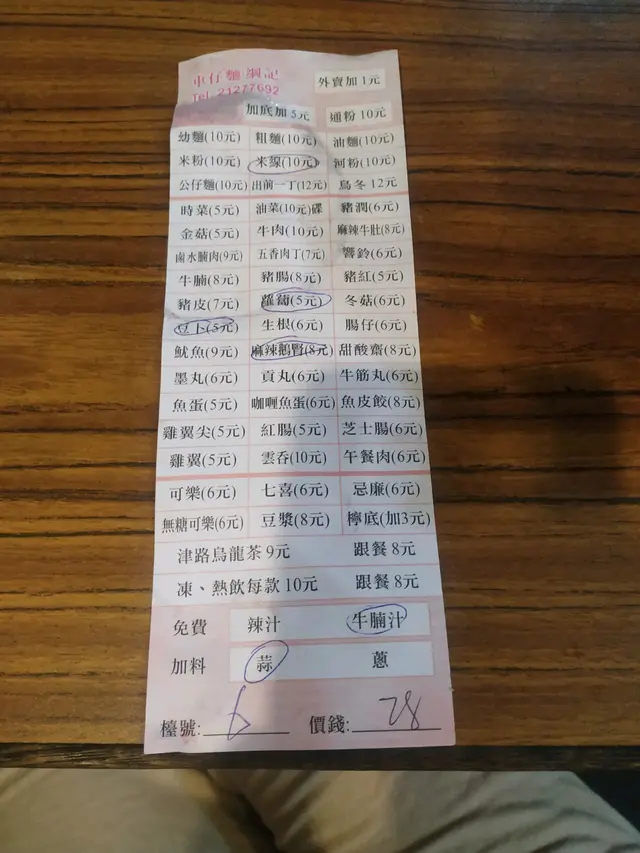 車仔麵 綱記
外賣加 1元
Tel 21277692
加底加 5元 通粉 10元
幼麵(10元) 粗麵(10元) 油麵(10元)
米粉(10元) 米線(10元) 河粉(10元)
公仔麵(10元) 出前一丁(12元) 烏冬 12元
時菜(5元) 油菜(10元)碟 豬潤(6元)
金菇(5元) 牛肉(10元) 麻辣牛肚(8元)
鹵水腩肉(9元) 五香肉丁(7元) 響鈴(6元)
牛腩(8元) 豬腸(8元) 豬紅(5元)
豬皮(7元) 蘿蔔(5元) 冬菇(6元)
豆卜(5元) 生根(6元) 腸仔(6元)
魷魚(9元) 麻辣鵝腎(8元) 甜酸齋(8元)
墨丸(6元) 貢丸(6元) 牛筋丸(6元)
魚蛋(5元) 咖喱魚蛋(6元) 魚皮餃(8元)
雞翼尖(5元) 紅腸(5元) 芝士腸(6元)
雞翼(5元) 雲吞(10元) 午餐肉(6元)
可樂(6元) 七喜(6元) 忌廉(6元)
無糖可樂(6元) 豆漿(8元) 檸底(加3元)
津路烏龍茶 9元 跟餐 8元
凍、熱飲每款 10元 跟餐 8元
免費 辣汁 牛腩汁
加料 蒜 蔥
檯號: 6 價錢: 28